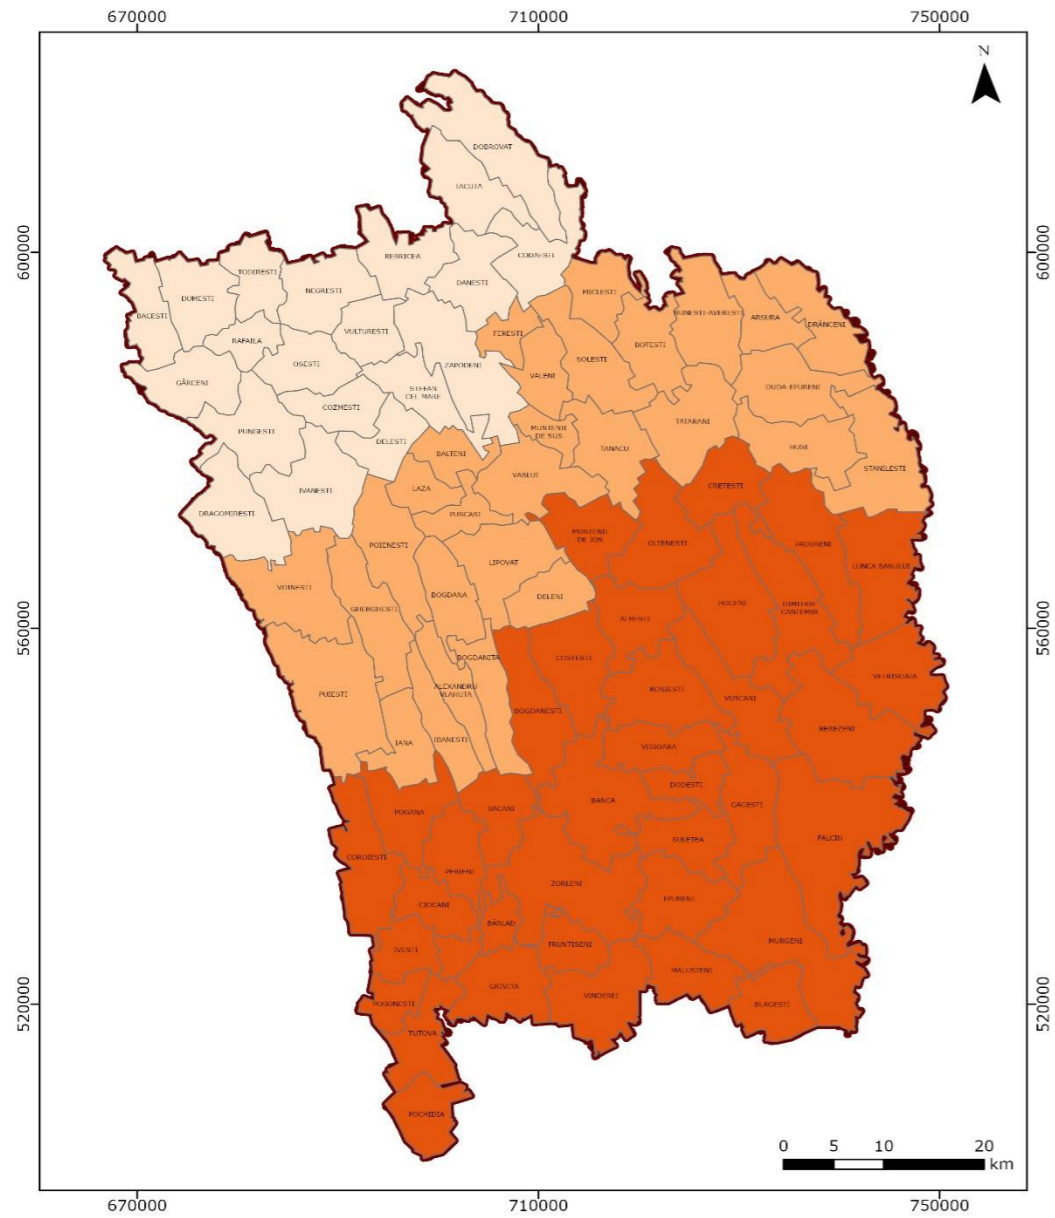 670000
710000
750000
N
DOBROVAT
TACUTA
REBRICEA
CODAESTI
600000
600000
TODIRESTI
DANESTI
DUMESTI
NEGRESTI
MICLESTI
BACESTI
BUNESTI-AVERESTI
ARSURA
DRÂNCENI
VULTURESTI
FERESTI
RAFAILA
BOTESTI
SOLESTI
OSESTI
ZAPODENI
VALENI
GÂRCENI
DUDA-EPURENI
STEFAN
CEL MARE
COZMESTI
TATARANI
PUNGESTI
MUNTENII
DE SUS
DELESTI
TANACU
HUSI
BALTENI
STANILESTI
VASLUI
LAZA
IVANESTI
CRETESTI
DRAGOMIRESTI
PUSCASI
MUNTENII
DE JOS
OLTENESTI
PADURENI
POIENESTI
LIPOVAT
LUNCA BANULUI
VOINESTI
BOGDANA
DELENI
HOCENI
DIMITRIE
CANTEMIR
GHERGHESTI
ALBESTI
560000
560000
BOGDANITA
COSTESTI
VETRISOAIA
PUIESTI
ALEXANDRU
VLAHUTA
ROSIESTI
VUTCANI
BOGDANESTI
BEREZENI
IANA
IBANESTI
VIISOARA
DODESTI
BANCA
GAGESTI
POGANA
BACANI
SULETEA
FALCIU
COROIESTI
PERIENI
ZORLENI
EPURENI
CIOCANI
BÂRLAD
MURGENI
IVESTI
FRUNTISENI
MALUSTENI
GRIVITA
VINDEREI
POGONESTI
BLAGESTI
520000
520000
TUTOVA
POCHIDIA
0 5 10 20
km
670000
710000
750000